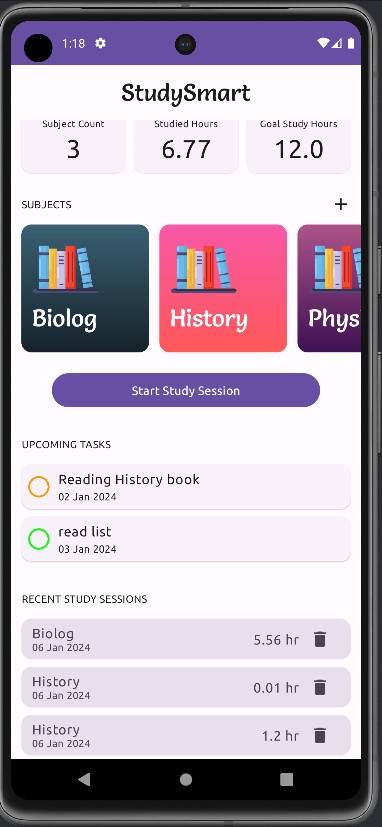 1:18
StudySmart
Subject Count
Studied Hours
Goal Study Hours
3
6.77
12.0
SUBJECTS
+
Biolog
History
Phys
Start Study Session
UPCOMING TASKS
Reading History book
02 Jan 2024
read list
03 Jan 2024
RECENT STUDY SESSIONS
Biolog
06 Jan 2024
5.56 hr
History
06 Jan 2024
0.01 hr
History
06 Jan 2024
1.2 hr